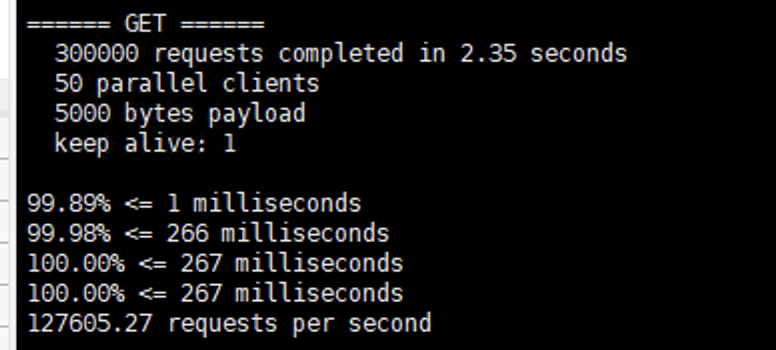 ====== GET ======
300000 requests completed in 2.35 seconds
50 parallel clients
5000 bytes payload
keep alive: 1
99.89% <= 1 milliseconds
99.98% <= 266 milliseconds
100.00% <= 267 milliseconds
100.00% <= 267 milliseconds
127605.27 requests per second